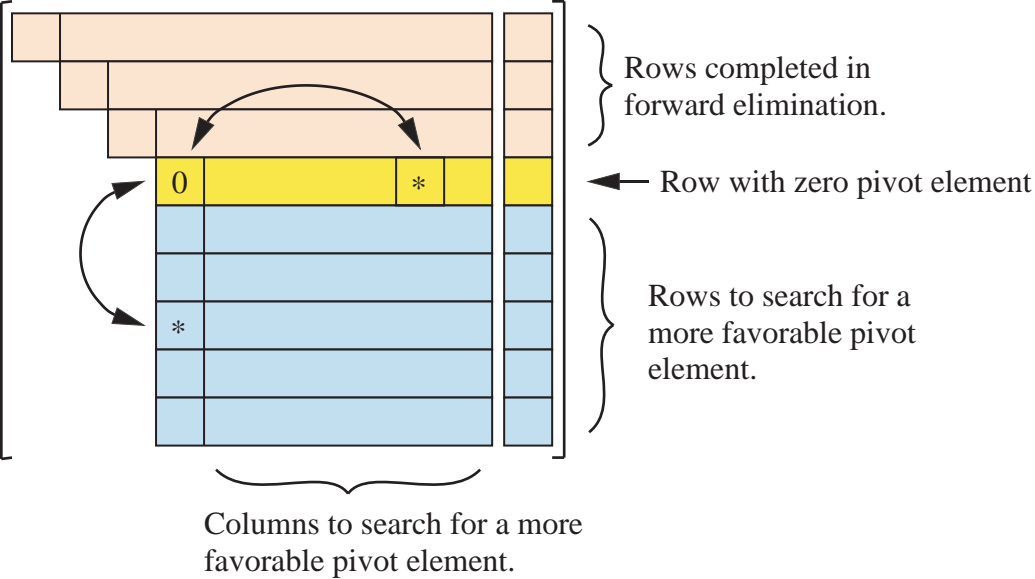 Rows completed in
forward elimination.
0 *
Row with zero pivot element
*
Rows to search for a
more favorable pivot
element.
Columns to search for a more
favorable pivot element.